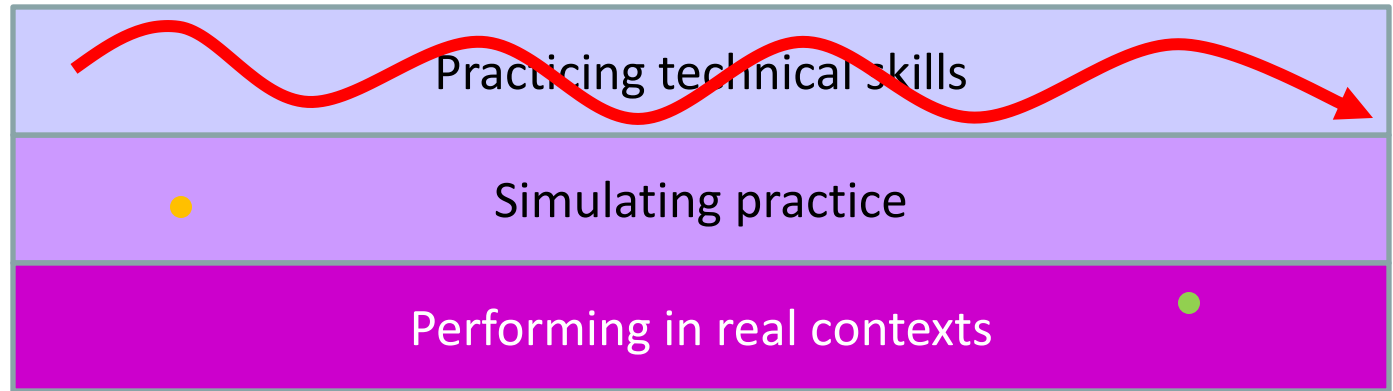 Practicing technical skills
Simulating practice
Performing in real contexts